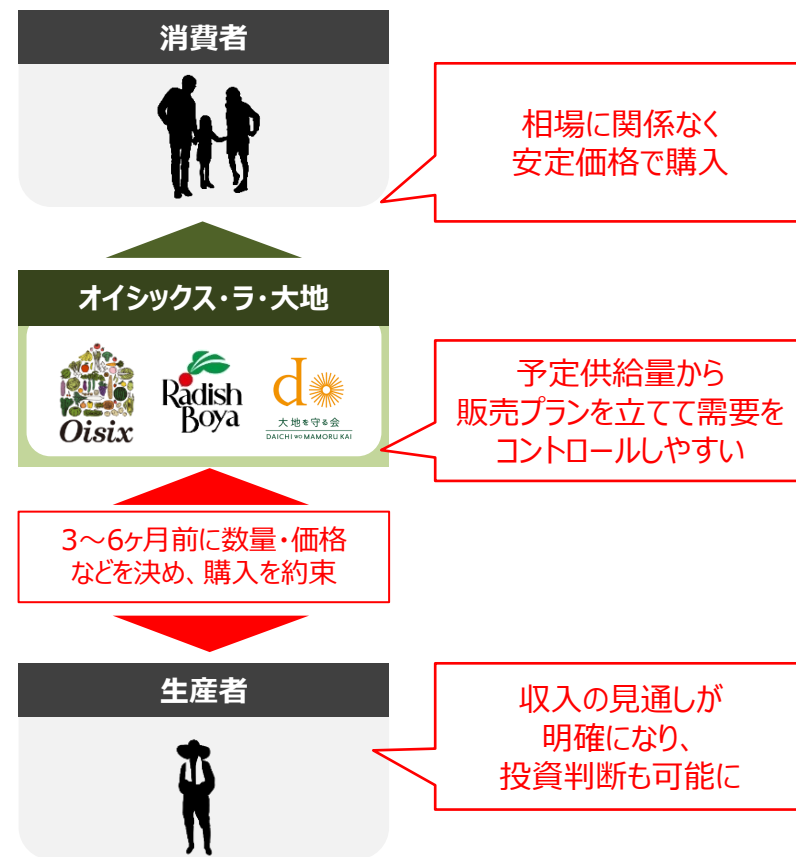 消費者
相場に関係なく
安定価格で購入
オイシックス・ラ・大地
Oisix
Radish
Boya
do
大地を守る会
DAICHI WO MAMORU KAI
予定供給量から
販売プランを立てて需要を
コントロールしやすい
3～6ヶ月前に数量・価格
などを決め、購入を約束
生産者
収入の見通しが
明確になり、
投資判断も可能に